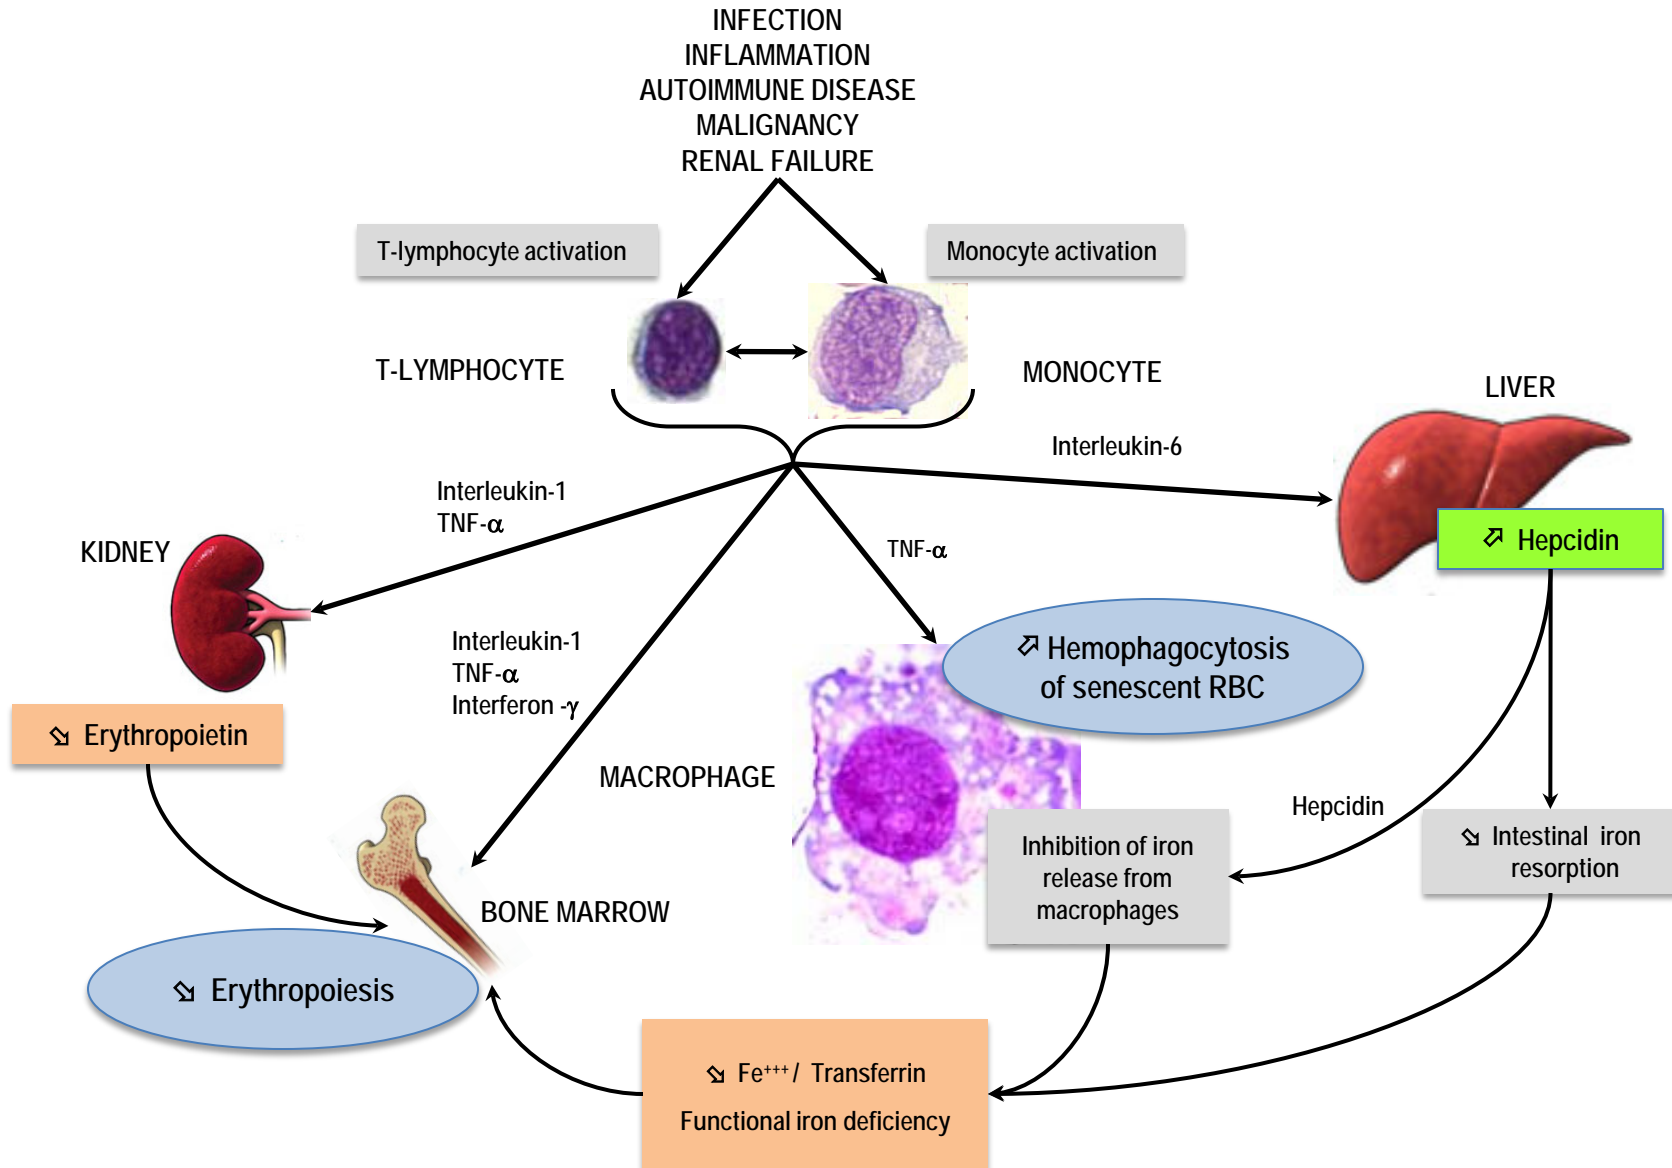 INFECTION
INFLAMMATION
AUTOIMMUNE DISEASE
MALIGNANCY
RENAL FAILURE
T-lymphocyte activation
Monocyte activation
T-LYMPHOCYTE
MONOCYTE
LIVER
Interleukin-6
Interleukin-1
TNF-α
KIDNEY
TNF-α
⬂ Erythropoietin
Interleukin-1
TNF-α
Interferon -γ
⬀ Hepcidin
⬀ Hemophagocytosis
of senescent RBC
MACROPHAGE
Hepcidin
Inhibition of iron
release from
macrophages
⬂ Intestinal iron
resorption
BONE MARROW
⬂ Erythropoiesis
⬂ Fe⁺⁺⁺ / Transferrin
Functional iron deficiency